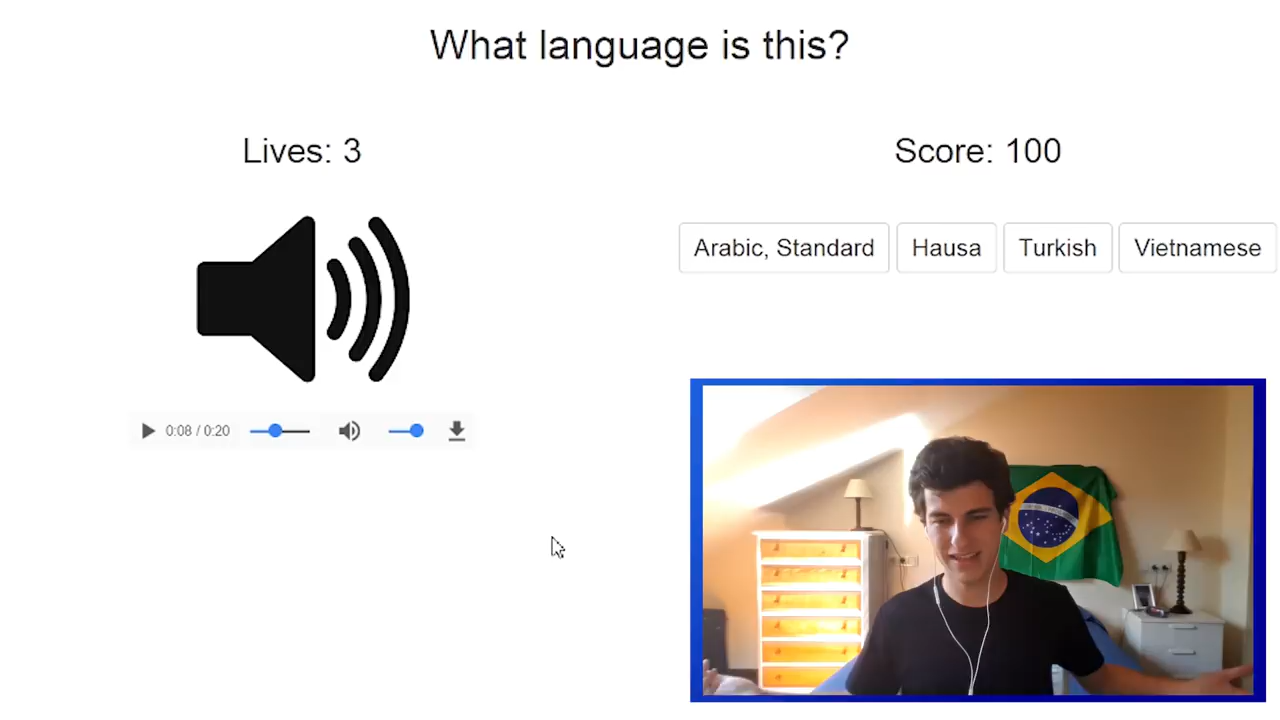 What language is this?
Lives: 3
Score: 100
Arabic, Standard
Hausa
Turkish
Vietnamese
0:08 / 0:20